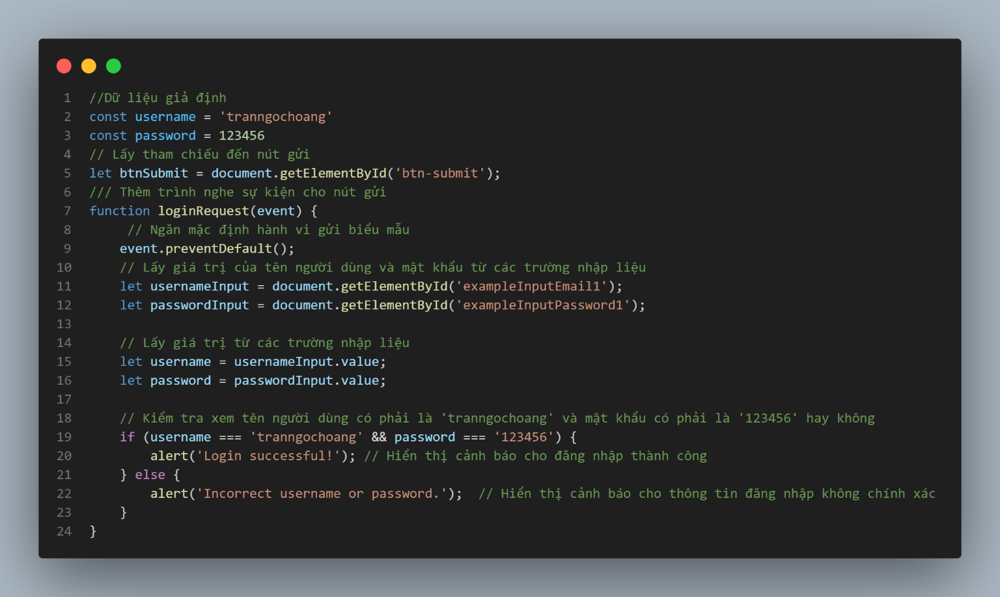 1 //Dữ liệu giả định
2 const username = 'tranngochoang'
3 const password = 123456
4 // Lấy tham chiếu đến nút gửi
5 let btnSubmit = document.getElementById('btn-submit');
6 /// Thêm trình nghe sự kiện cho nút gửi
7 function loginRequest(event) {
8      // Ngăn mặc định hành vi gửi biểu mẫu
9     event.preventDefault();
10     // Lấy giá trị của tên người dùng và mật khẩu từ các trường nhập liệu
11     let usernameInput = document.getElementById('exampleInputEmail1');
12     let passwordInput = document.getElementById('exampleInputPassword1');
13
14     // Lấy giá trị từ các trường nhập liệu
15     let username = usernameInput.value;
16     let password = passwordInput.value;
17
18     // Kiểm tra xem tên người dùng có phải là 'tranngochoang' và mật khẩu có phải là '123456' hay không
19     if (username === 'tranngochoang' && password === '123456') {
20         alert('Login successful!'); // Hiển thị cảnh báo cho đăng nhập thành công
21     } else {
22         alert('Incorrect username or password.');  // Hiển thị cảnh báo cho thông tin đăng nhập không chính xác
23     }
24 }